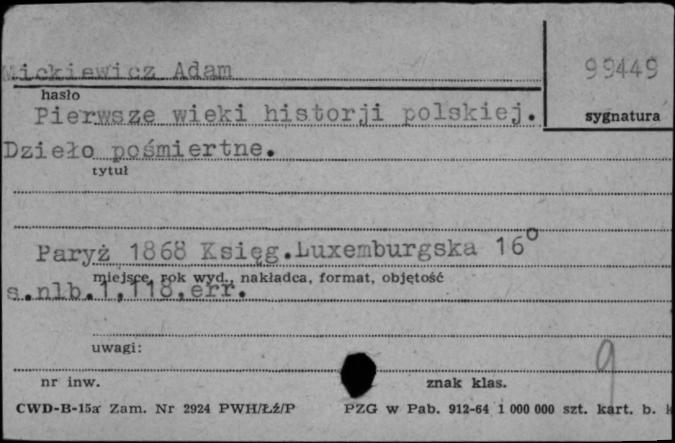 Mickiewicz Adam
99449
hasło
sygnatura
Pierwsze wieki historji polskiej.
Dzieło pośmiertne.
tytuł
Paryż 1868 Księg.Luxemburgska 16°
miejsce, rok wyd., nakładca, format, objętość
s.nlb.1,118,err.
uwagi:
9
nr inw.
znak klas.
CWD-B-15a Zam. Nr 2924 PWH/Łź/P PZG w Pab. 912-64 1 000 000 szt. kart. b. k